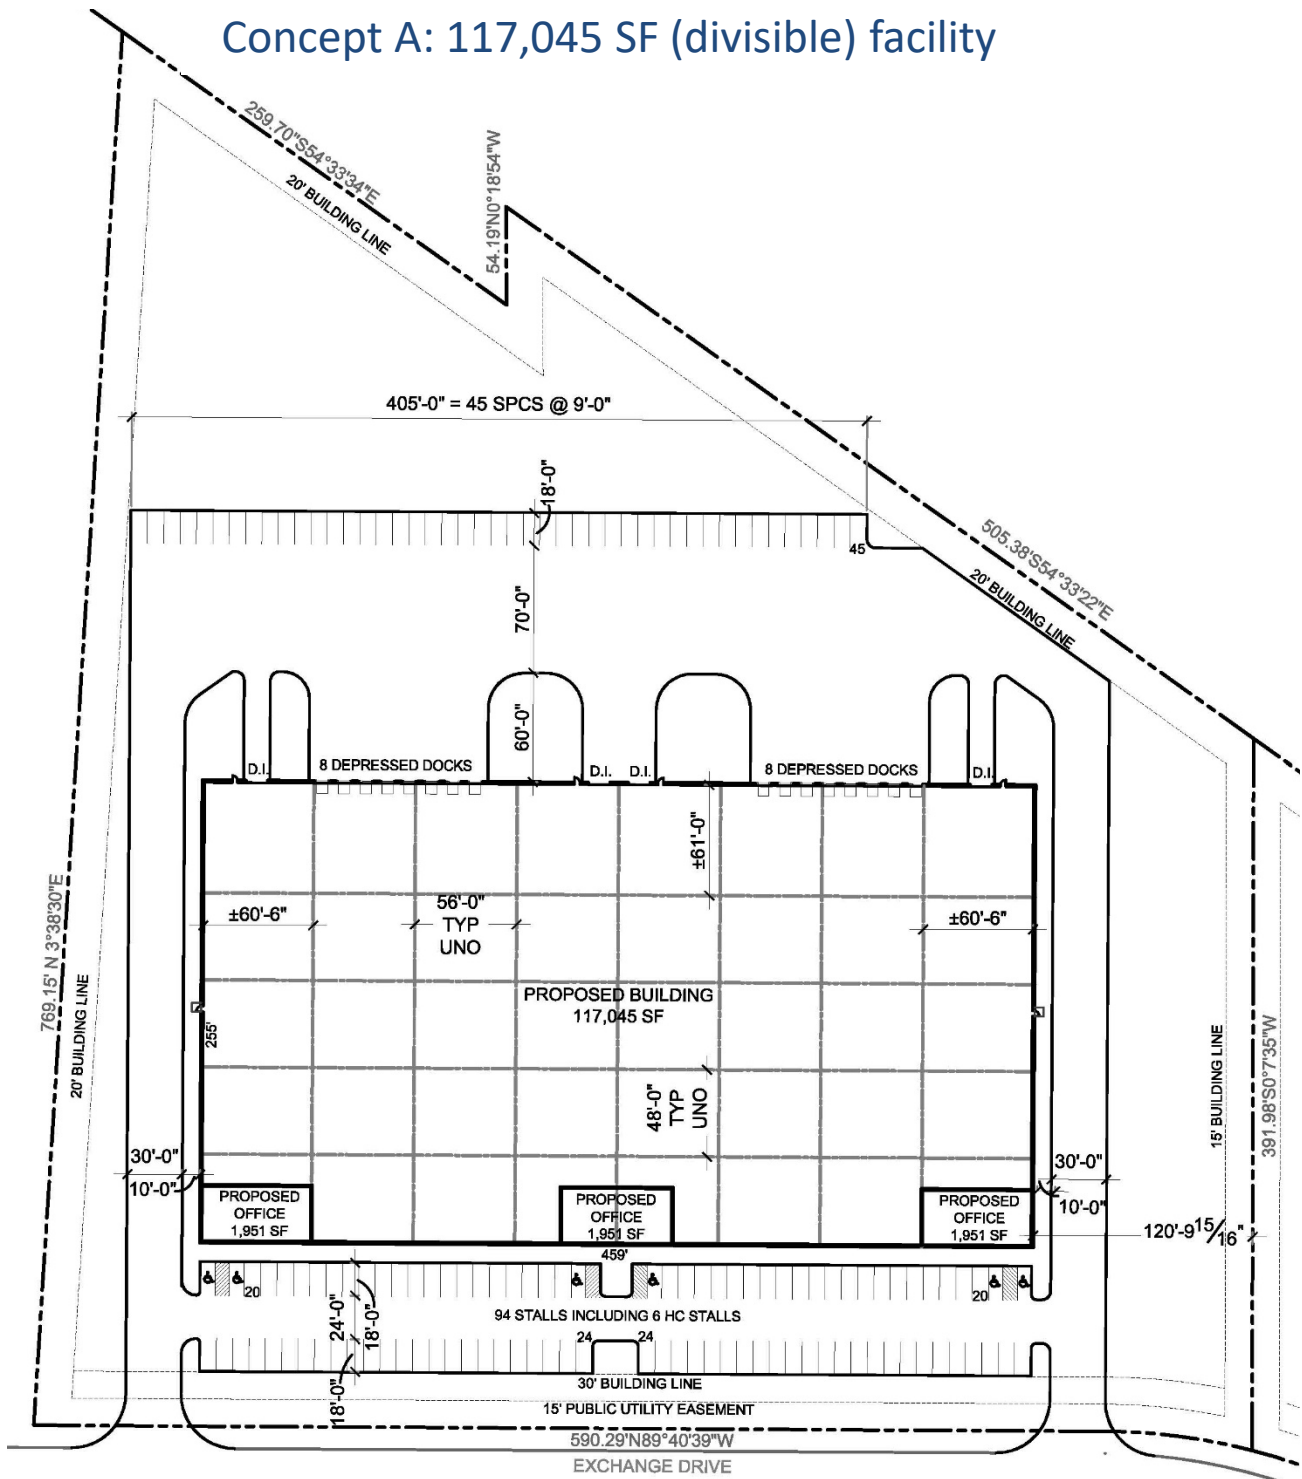 Concept A: 117,045 SF (divisible) facility
259.70"S54°33'34"E
20' BUILDING LINE
54.19'N0°18'54"W
405'-0" = 45 SPCS @ 9'-0"
18'-0"
45
505.38'S54°33'22"E
20' BUILDING LINE
70'-0"
60'-0"
D.I.
8 DEPRESSED DOCKS
D.I.
D.I.
8 DEPRESSED DOCKS
D.I.
±61'-0"
±60'-6"
56'-0"
TYP
UNO
±60'-6"
769.15' N 3°38'30"E
20' BUILDING LINE
255'
PROPOSED BUILDING
117,045 SF
48'-0"
TYP
UNO
15' BUILDING LINE
391.98'S0°7'35"W
30'-0"
10'-0"
30'-0"
10'-0"
PROPOSED
OFFICE
1,951 SF
PROPOSED
OFFICE
1,951 SF
PROPOSED
OFFICE
1,951 SF
120'-9 15/16"
459'
20
20
94 STALLS INCLUDING 6 HC STALLS
24'-0"
18'-0"
24
24
18'-0"
30' BUILDING LINE
15' PUBLIC UTILITY EASEMENT
590.29'N89°40'39"W
EXCHANGE DRIVE